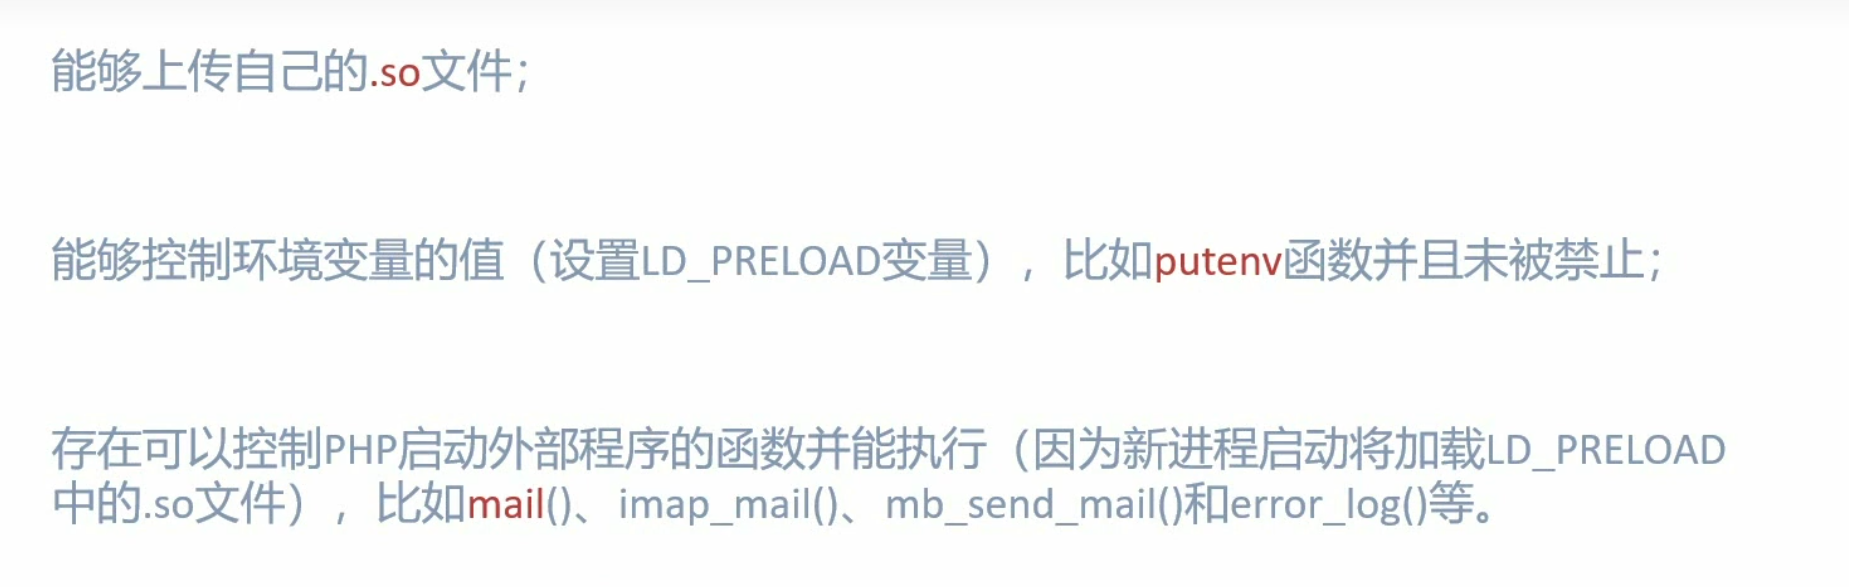 能够上传自己的.so文件；
能够控制环境变量的值（设置LD_PRELOAD变量），比如putenv函数并且未被禁止；
存在可以控制PHP启动外部程序的函数并能执行（因为新进程启动将加载LD_PRELOAD
中的.so文件），比如mail()、imap_mail()、mb_send_mail()和error_log()等。